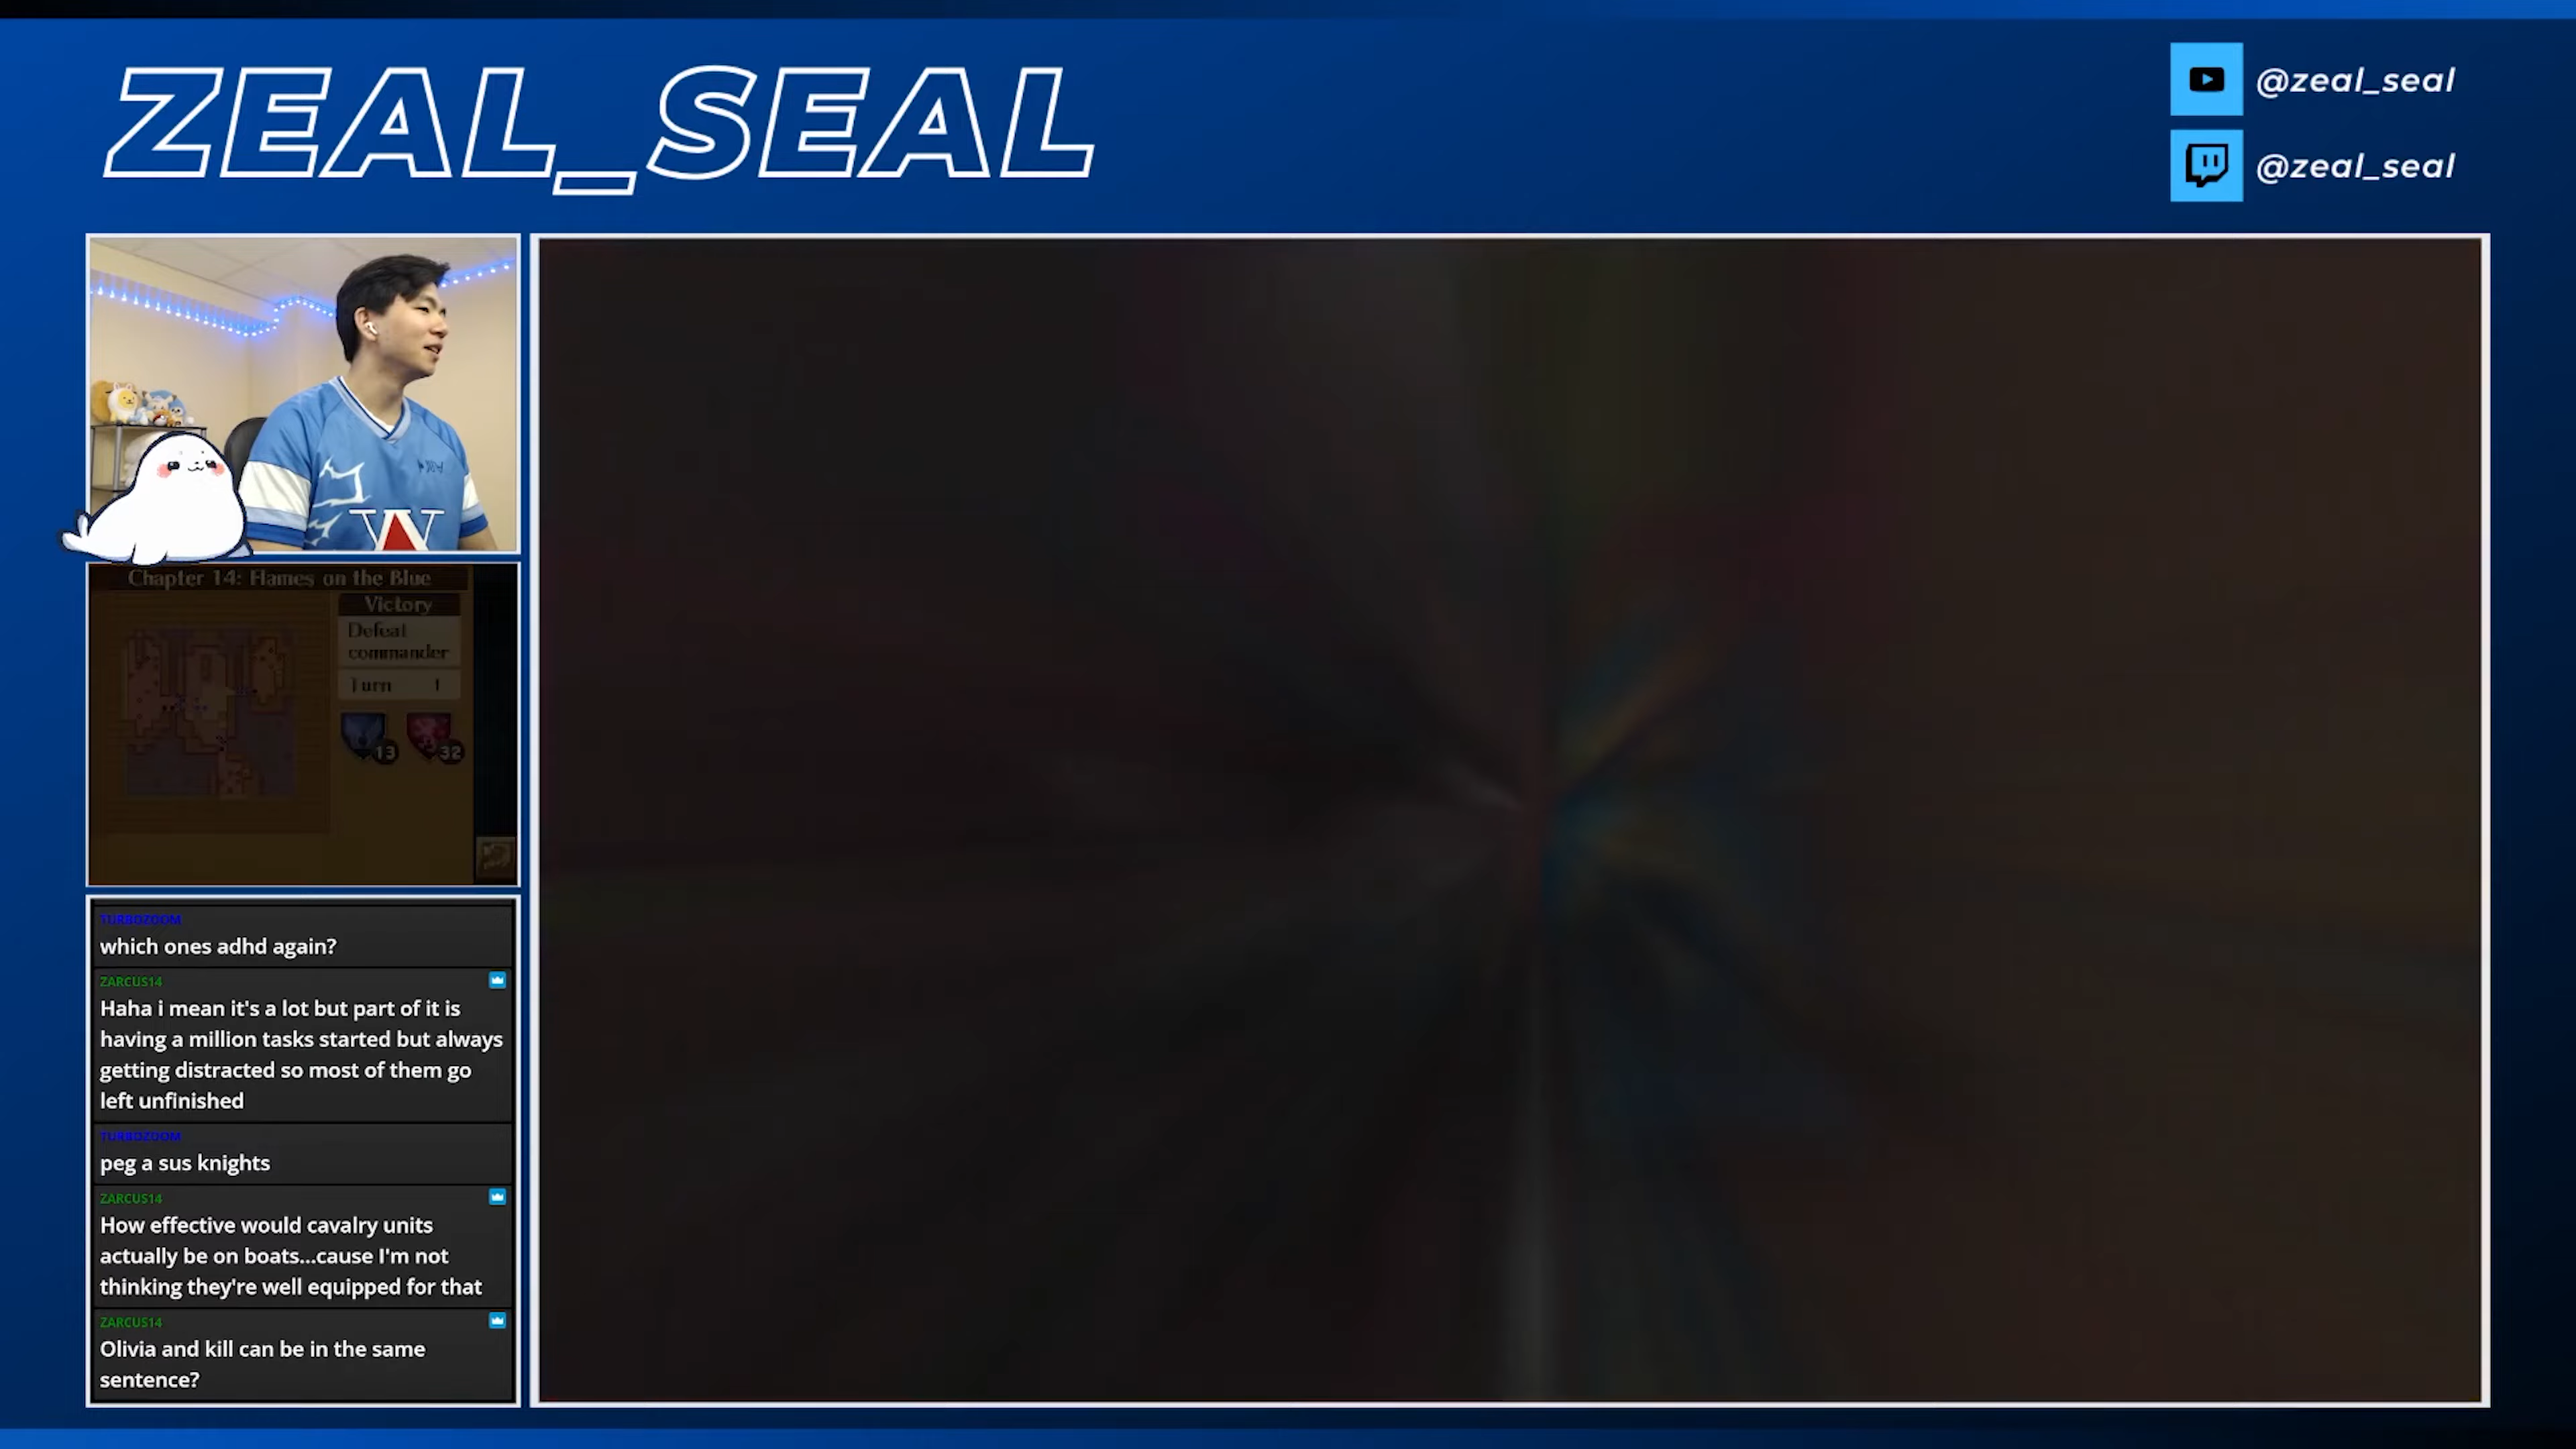 ZEAL_SEAL
@zeal_seal
@zeal_seal
Chapter 14: Flames on the Blue
Victory
Defeat
commander
Turn 1
13 32
TURBOZOOM
which ones adhd again?
ZARCUS14
Haha i mean it's a lot but part of it is
having a million tasks started but always
getting distracted so most of them go
left unfinished
TURBOZOOM
peg a sus knights
ZARCUS14
How effective would cavalry units
actually be on boats...cause I'm not
thinking they're well equipped for that
ZARCUS14
Olivia and kill can be in the same
sentence?